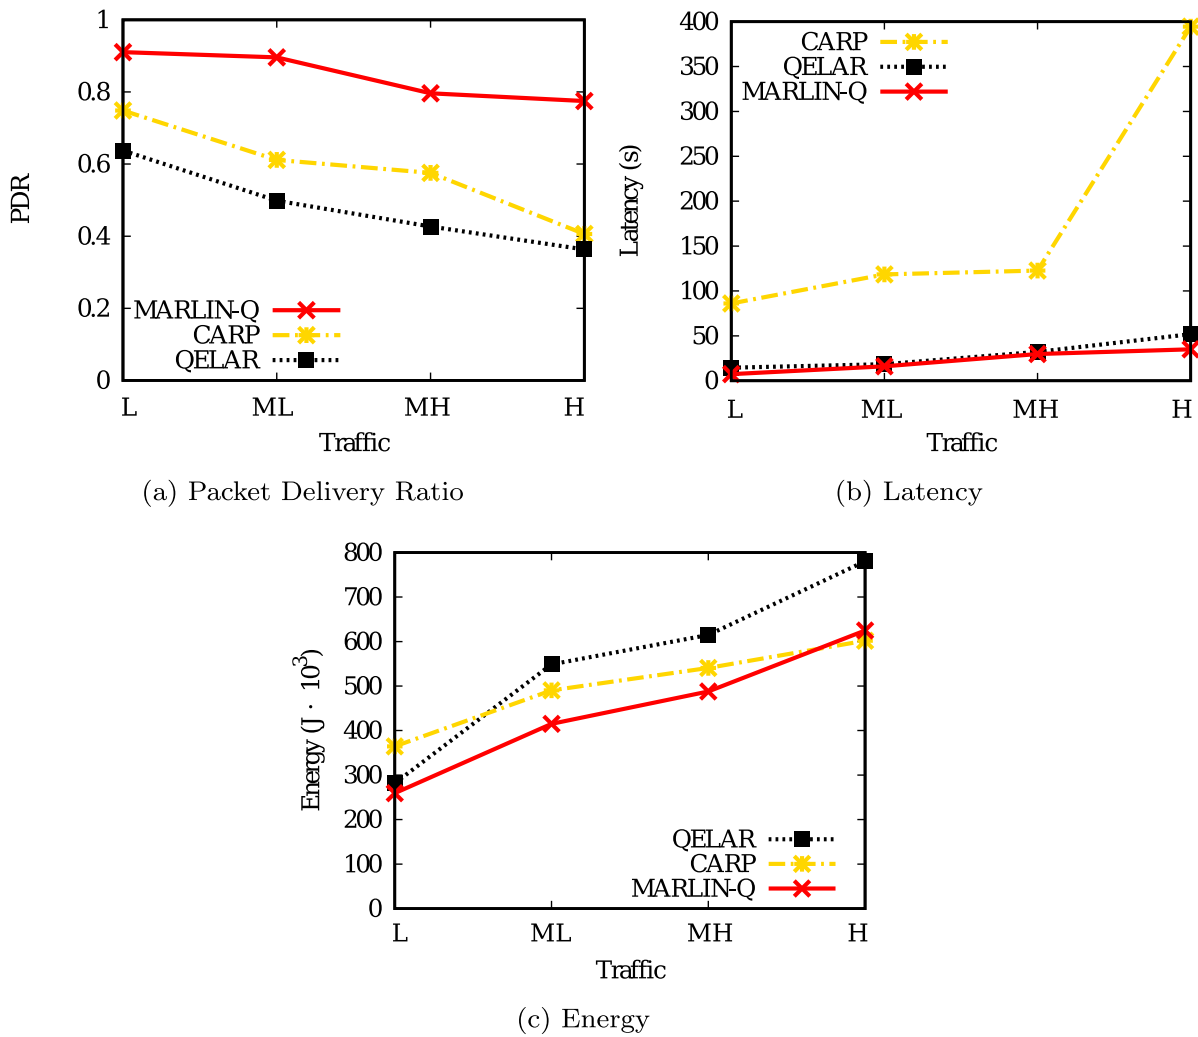 1
0.8
0.6
0.4
0.2
0
PDR
MARLIN-Q
CARP
QELAR
L ML MH H
Traffic
(a) Packet Delivery Ratio
400
350
300
250
200
150
100
50
0
Latency (s)
CARP
QELAR
MARLIN-Q
L ML MH H
Traffic
(b) Latency
800
700
600
500
400
300
200
100
0
Energy (J · 10³)
QELAR
CARP
MARLIN-Q
L ML MH H
Traffic
(c) Energy